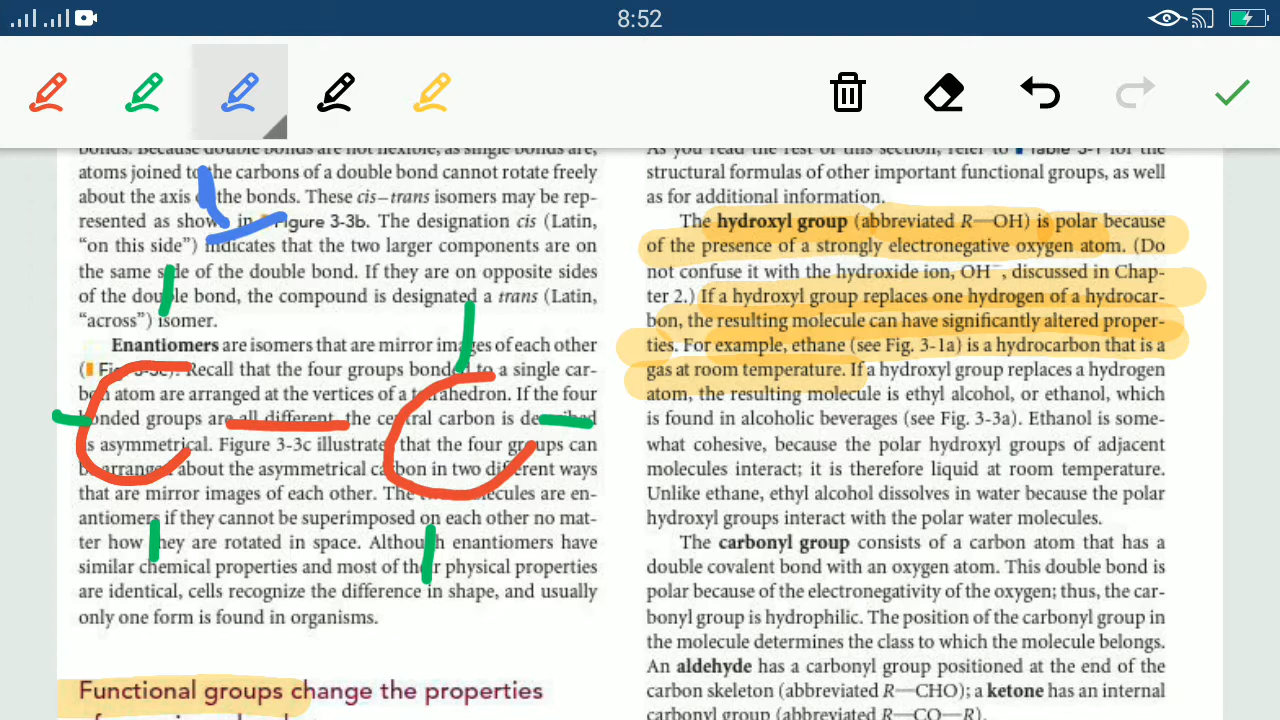 8:52
bonds. Because double bonds are not flexible, as single bonds are,
atoms joined to the carbons of a double bond cannot rotate freely
about the axis the bonds. These cis–trans isomers may be rep-
resented as shown in Figure 3-3b. The designation cis (Latin,
“on this side”) indicates that the two larger components are on
the same side of the double bond. If they are on opposite sides
of the double bond, the compound is designated a trans (Latin,
“across”) isomer.
Enantiomers are isomers that are mirror images of each other
( Recall that the four groups bonded to a single car-
bon atom are arranged at the vertices of a tetrahedron. If the four
bonded groups are all different, the central carbon is described
as asymmetrical. Figure 3-3c illustrates that the four groups can
be arranged about the asymmetrical carbon in two different ways
that are mirror images of each other. The molecules are en-
antiomers if they cannot be superimposed on each other no mat-
ter how they are rotated in space. Although enantiomers have
similar chemical properties and most of their physical properties
are identical, cells recognize the difference in shape, and usually
only one form is found in organisms.
Functional groups change the properties
As you read the rest of this section, refer to Table 3-1 for the
structural formulas of other important functional groups, as well
as for additional information.
The hydroxyl group (abbreviated R—OH) is polar because
of the presence of a strongly electronegative oxygen atom. (Do
not confuse it with the hydroxide ion, OH⁻, discussed in Chap-
ter 2.) If a hydroxyl group replaces one hydrogen of a hydrocar-
bon, the resulting molecule can have significantly altered proper-
ties. For example, ethane (see Fig. 3-1a) is a hydrocarbon that is a
gas at room temperature. If a hydroxyl group replaces a hydrogen
atom, the resulting molecule is ethyl alcohol, or ethanol, which
is found in alcoholic beverages (see Fig. 3-3a). Ethanol is some-
what cohesive, because the polar hydroxyl groups of adjacent
molecules interact; it is therefore liquid at room temperature.
Unlike ethane, ethyl alcohol dissolves in water because the polar
hydroxyl groups interact with the polar water molecules.
The carbonyl group consists of a carbon atom that has a
double covalent bond with an oxygen atom. This double bond is
polar because of the electronegativity of the oxygen; thus, the car-
bonyl group is hydrophilic. The position of the carbonyl group in
the molecule determines the class to which the molecule belongs.
An aldehyde has a carbonyl group positioned at the end of the
carbon skeleton (abbreviated R—CHO); a ketone has an internal
carbonyl group (abbreviated R—CO—R).